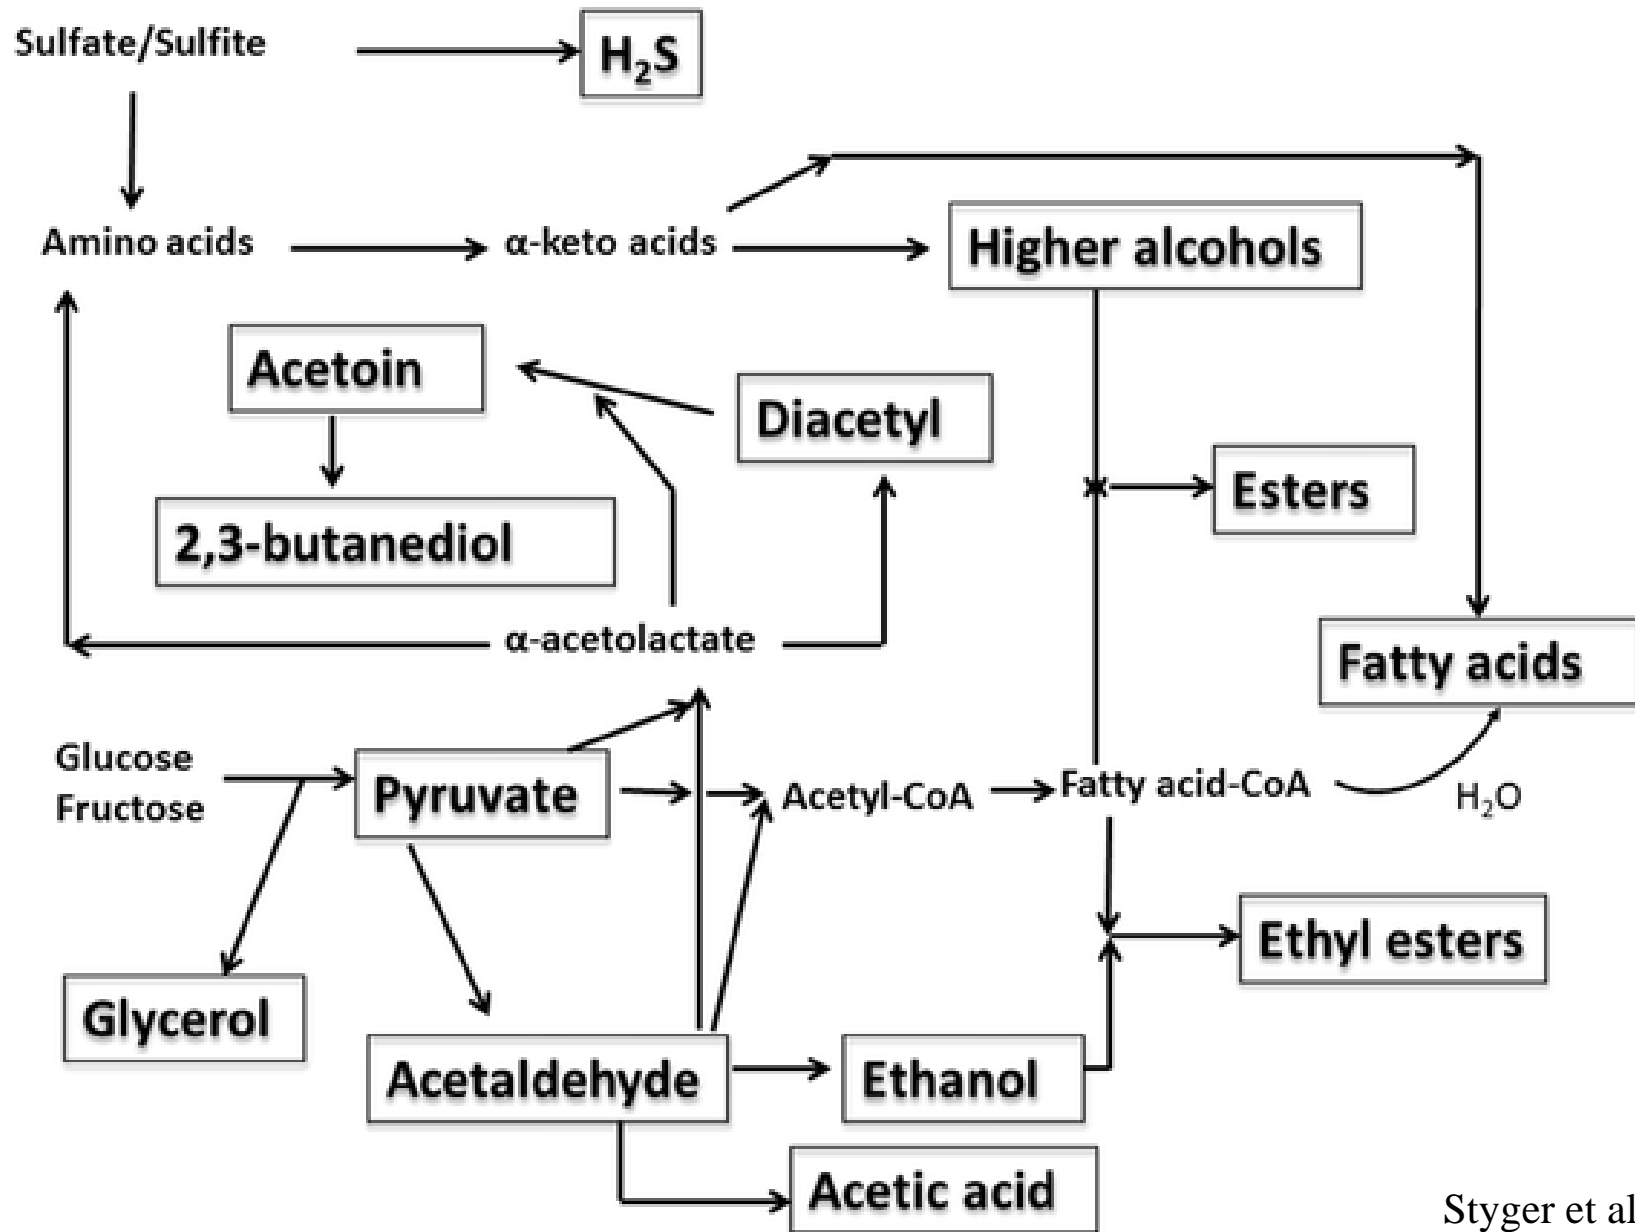 Sulfate/Sulfite
H₂S
Amino acids
α-keto acids
Higher alcohols
Acetoin
Diacetyl
Esters
2,3-butanediol
α-acetolactate
Fatty acids
Glucose
Fructose
Pyruvate
Acetyl-CoA
Fatty acid-CoA
H₂O
Ethyl esters
Glycerol
Acetaldehyde
Ethanol
Acetic acid
Styger et al